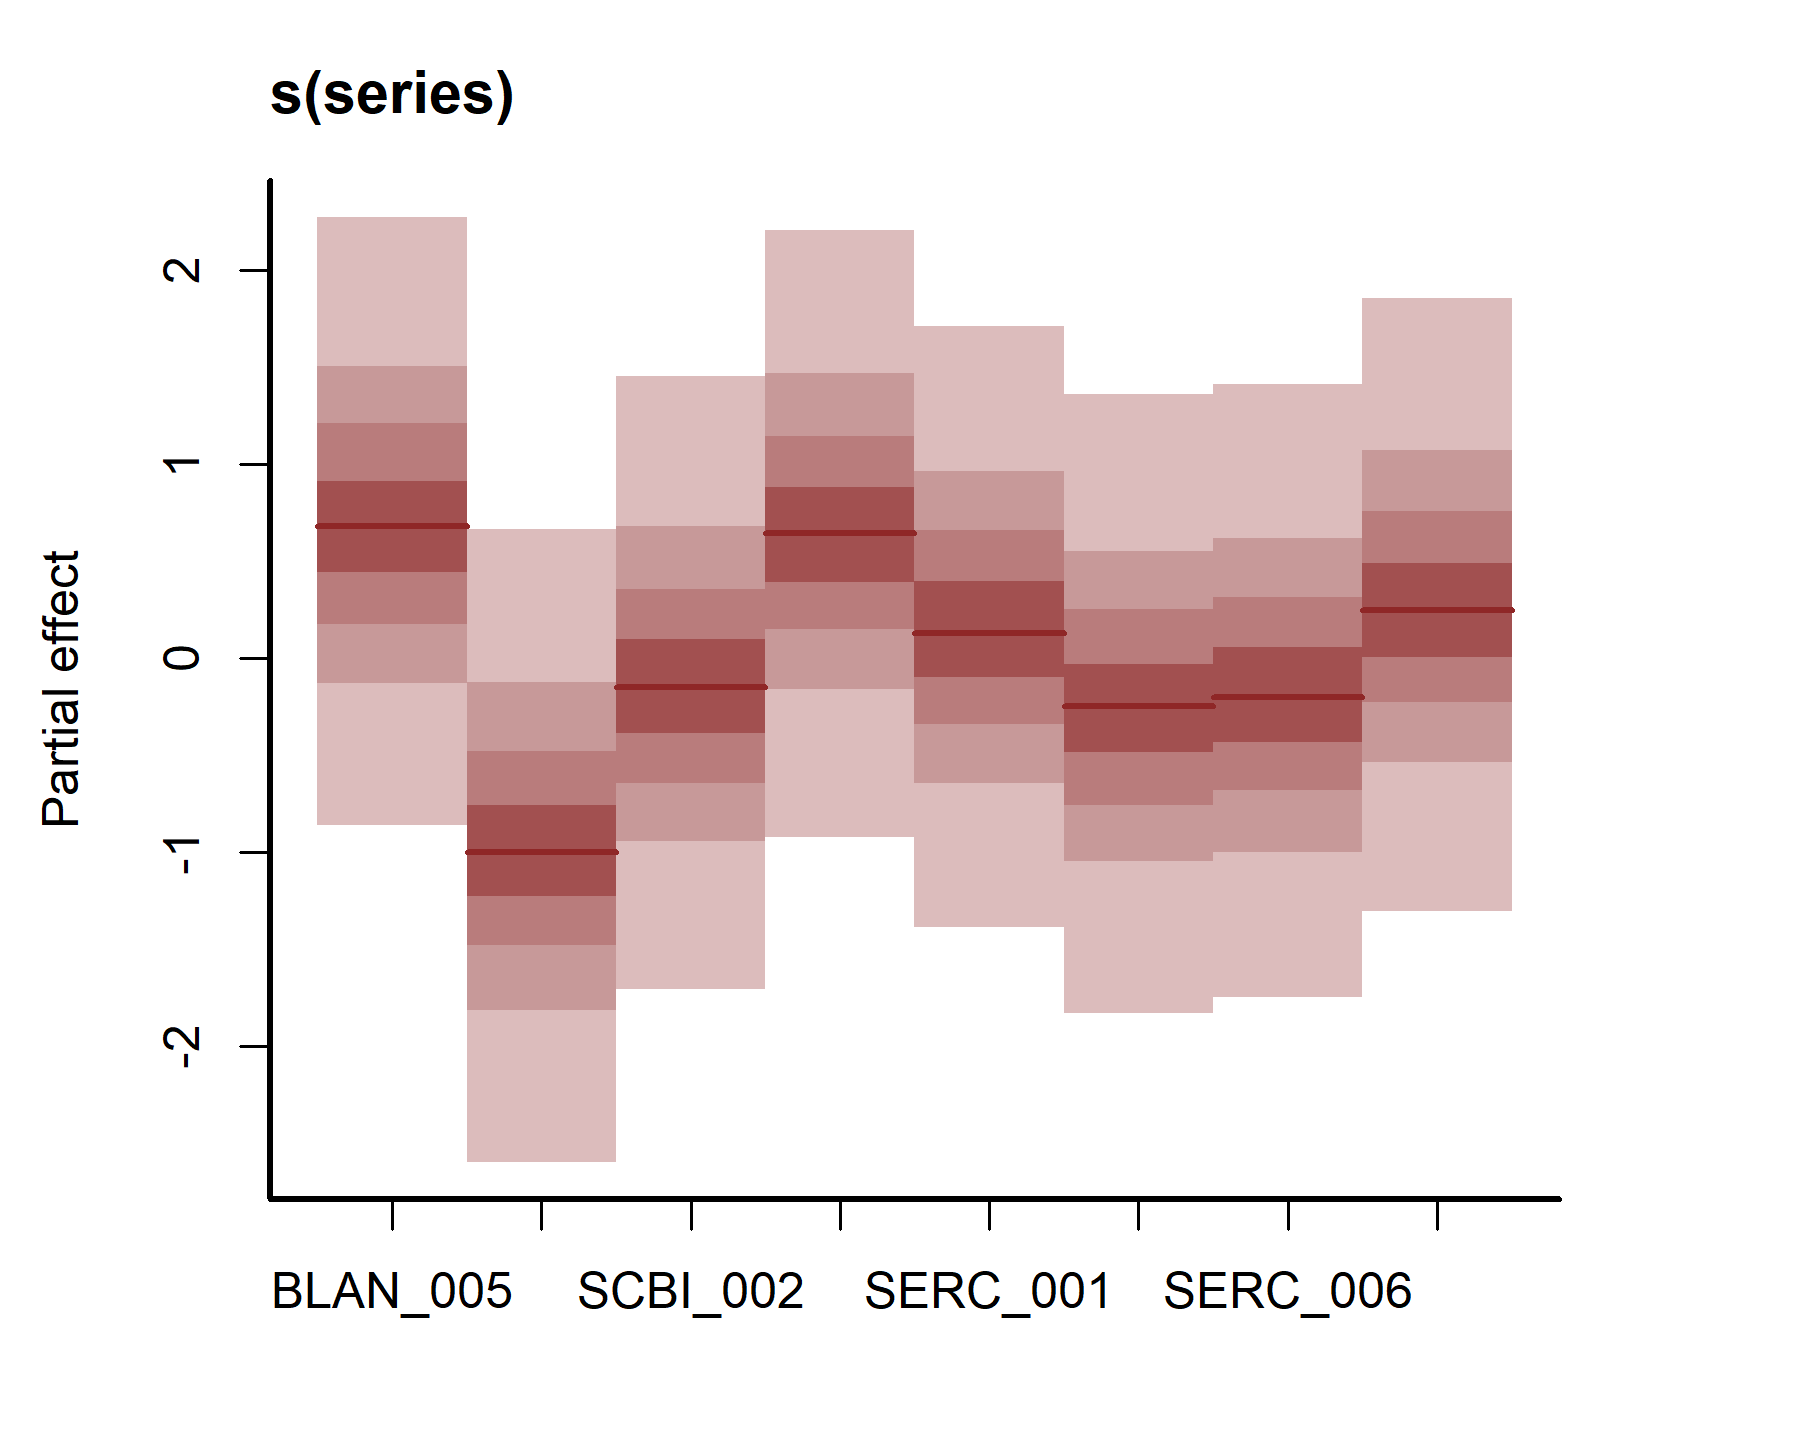 s(series)
Partial effect
2
1
0
-1
-2
BLAN_005 SCBI_002 SERC_001 SERC_006